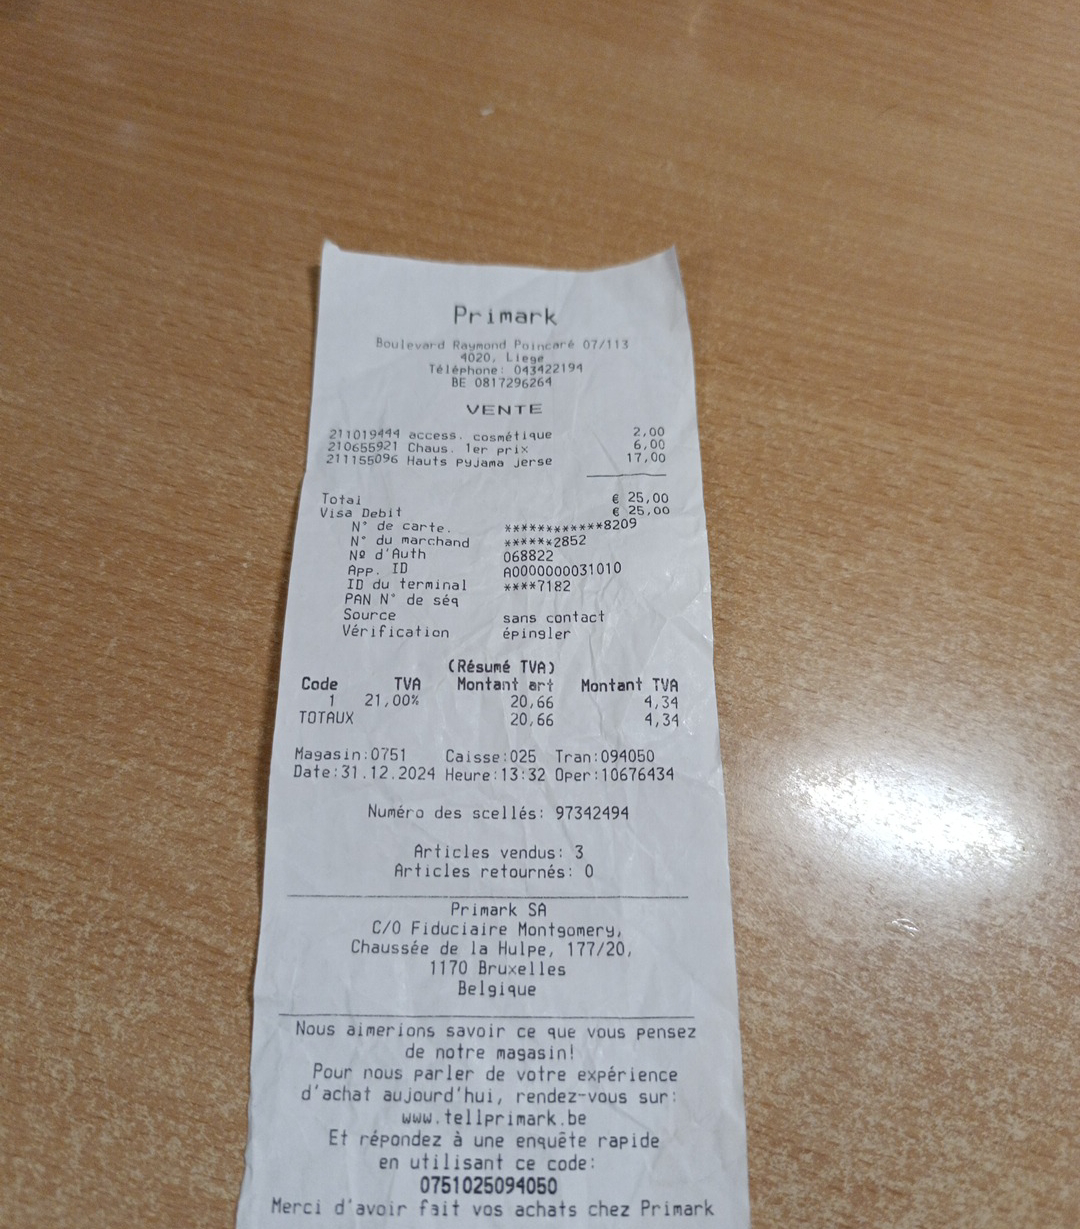 Primark
Boulevard Raymond Poincaré 07/113
4020, Liege
Téléphone: 043422194
BE 0817296264
VENTE
211019444 access. cosmétique 2,00
210655921 Chaus. 1er prix 6,00
211155096 Hauts pyjama jerse 17,00
Total € 25,00
Visa Debit € 25,00
N° de carte. ************8209
N° du marchand ******2852
Nº d'Auth 068822
App. ID A0000000031010
ID du terminal ****7182
PAN N° de séq
Source sans contact
Vérification épingler
(Résumé TVA)
Code TVA Montant art Montant TVA
1 21,00% 20,66 4,34
TOTAUX 20,66 4,34
Magasin:0751 Caisse:025 Tran:094050
Date:31.12.2024 Heure:13:32 Oper:10676434
Numéro des scellés: 97342494
Articles vendus: 3
Articles retournés: 0
Primark SA
C/O Fiduciaire Montgomery,
Chaussée de la Hulpe, 177/20,
1170 Bruxelles
Belgique
Nous aimerions savoir ce que vous pensez
de notre magasin!
Pour nous parler de votre expérience
d'achat aujourd'hui, rendez-vous sur:
www.tellprimark.be
Et répondez à une enquête rapide
en utilisant ce code:
0751025094050
Merci d'avoir fait vos achats chez Primark